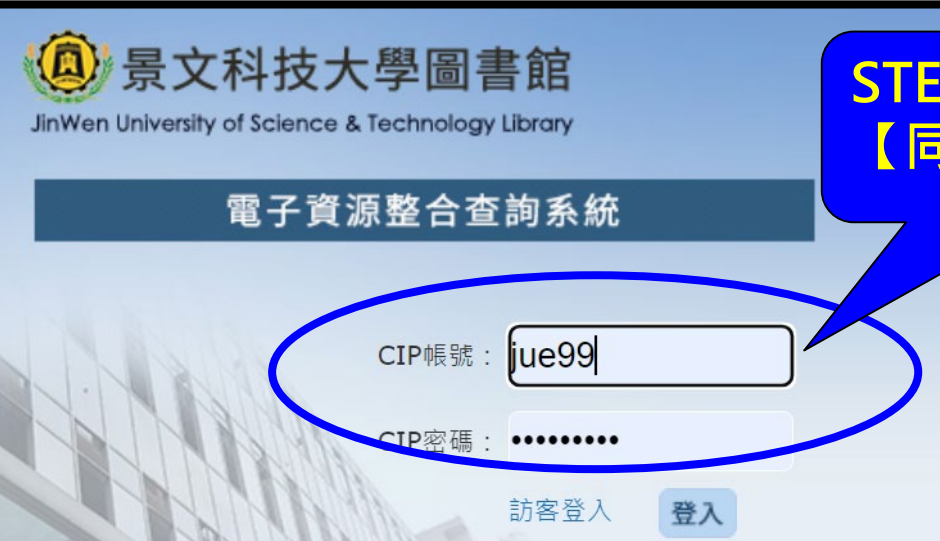 景文科技大學圖書館
JinWen University of Science & Technology Library
STE
【同
電子資源整合查詢系統
CIP帳號：
jue99
CIP密碼：
•••••••••
訪客登入
登入